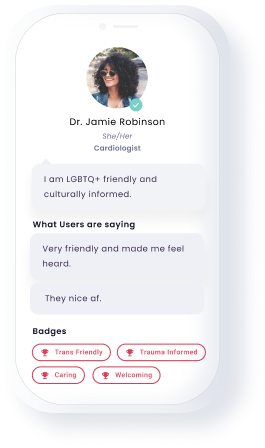 Dr. Jamie Robinson
She/Her
Cardiologist
I am LGBTQ+ friendly and
culturally informed.
What Users are saying
Very friendly and made me feel
heard.
They nice af.
Badges
Trans Friendly
Trauma Informed
Caring
Welcoming